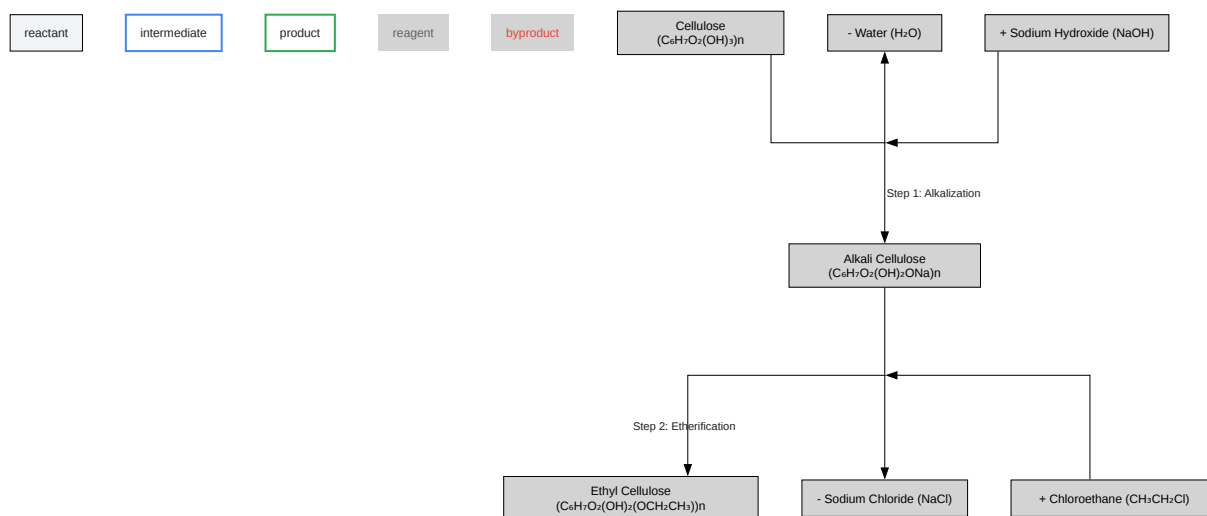 reactant
intermediate
product
reagent
byproduct
Cellulose
(C₆H₇O₂(OH)₃)n
- Water (H₂O)
+ Sodium Hydroxide (NaOH)
Step 1: Alkalization
Alkali Cellulose
(C₆H₇O₂(OH)₂ONa)n
Step 2: Etherification
Ethyl Cellulose
(C₆H₇O₂(OH)₂(OCH₂CH₃))n
- Sodium Chloride (NaCl)
+ Chloroethane (CH₃CH₂Cl)